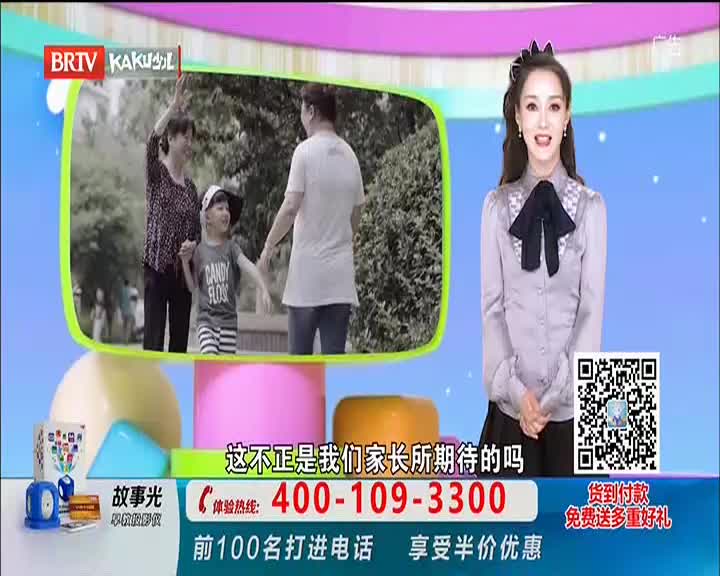 BRTV KAKU少儿
广告
CANDY
FLOSS
这不正是我们家长所期待的吗
故事光
早教投影仪
体验热线: 400-109-3300
货到付款
免费送多重好礼
前100名打进电话 享受半价优惠